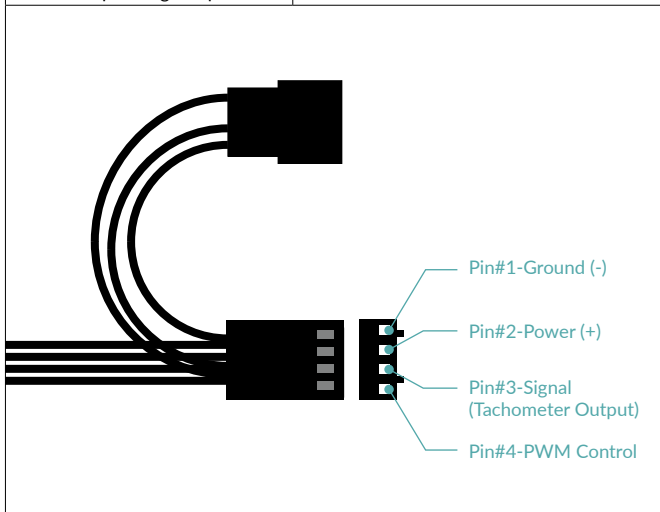 Pin#1-Ground (-)
Pin#2-Power (+)
Pin#3-Signal
(Tachometer Output)
Pin#4-PWM Control